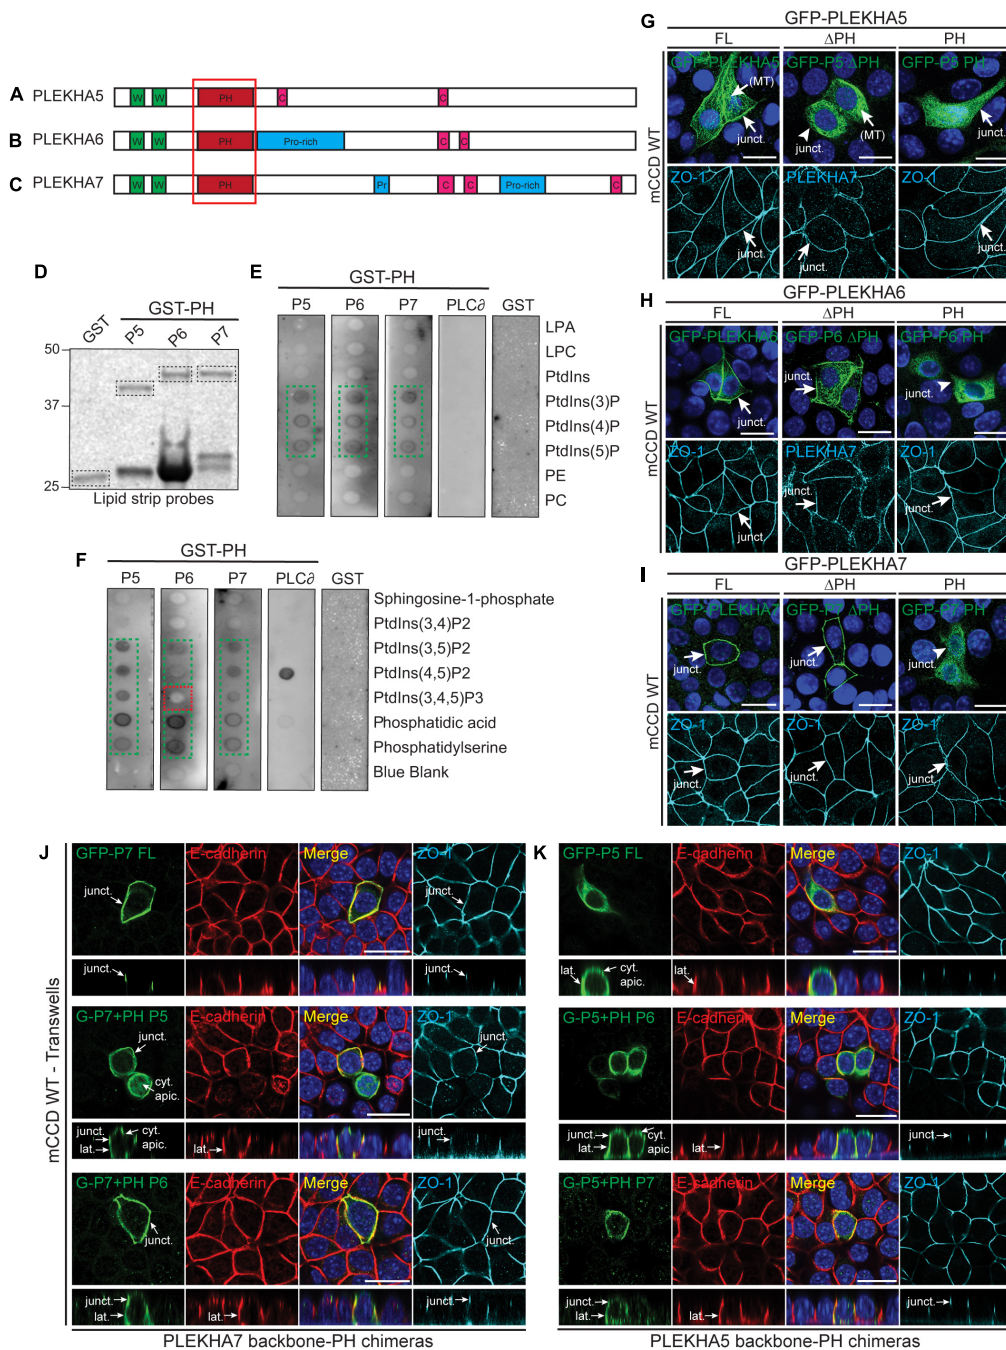 A PLEKHA5 W W PH C C
B PLEKHA6 W W PH Pro-rich C C
C PLEKHA7 W W PH Pr C C Pro-rich C
D
GST-PH
GST P5 P6 P7
50
37
25
Lipid strip probes
E
GST-PH
P5 P6 P7 PLC∂ GST
LPA
LPC
PtdIns
PtdIns(3)P
PtdIns(4)P
PtdIns(5)P
PE
PC
F
GST-PH
P5 P6 P7 PLC∂ GST
Sphingosine-1-phosphate
PtdIns(3,4)P2
PtdIns(3,5)P2
PtdIns(4,5)P2
PtdIns(3,4,5)P3
Phosphatidic acid
Phosphatidylserine
Blue Blank
G
GFP-PLEKHA5
FL ΔPH PH
mCCD WT
GFP-PLEKHA5 GFP-P5 ΔPH GFP-P5 PH
(MT)
junct. junct. (MT) junct.
ZO-1 PLEKHA7 ZO-1
junct. junct. junct.
H
GFP-PLEKHA6
FL ΔPH PH
mCCD WT
GFP-PLEKHA6 GFP-P6 ΔPH GFP-P6 PH
junct. junct. junct.
ZO-1 PLEKHA7 ZO-1
junct. junct. junct.
I
GFP-PLEKHA7
FL ΔPH PH
mCCD WT
GFP-PLEKHA7 GFP-P7 ΔPH GFP-P7 PH
junct. junct. junct.
ZO-1 ZO-1 ZO-1
junct. junct. junct.
J
mCCD WT - Transwells
GFP-P7 FL E-cadherin Merge ZO-1
junct. junct.
junct. junct.
G-P7+PH P5 E-cadherin Merge ZO-1
junct. junct.
cyt. apic.
junct. cyt. apic. junct.
lat. lat.
G-P7+PH P6 E-cadherin Merge ZO-1
junct. junct.
junct. junct.
lat. lat.
PLEKHA7 backbone-PH chimeras
K
GFP-P5 FL E-cadherin Merge ZO-1
lat. cyt. apic. lat.
G-P5+PH P6 E-cadherin Merge ZO-1
junct. cyt. apic. junct.
lat. lat.
G-P5+PH P7 E-cadherin Merge ZO-1
junct. junct.
lat. lat.
PLEKHA5 backbone-PH chimeras